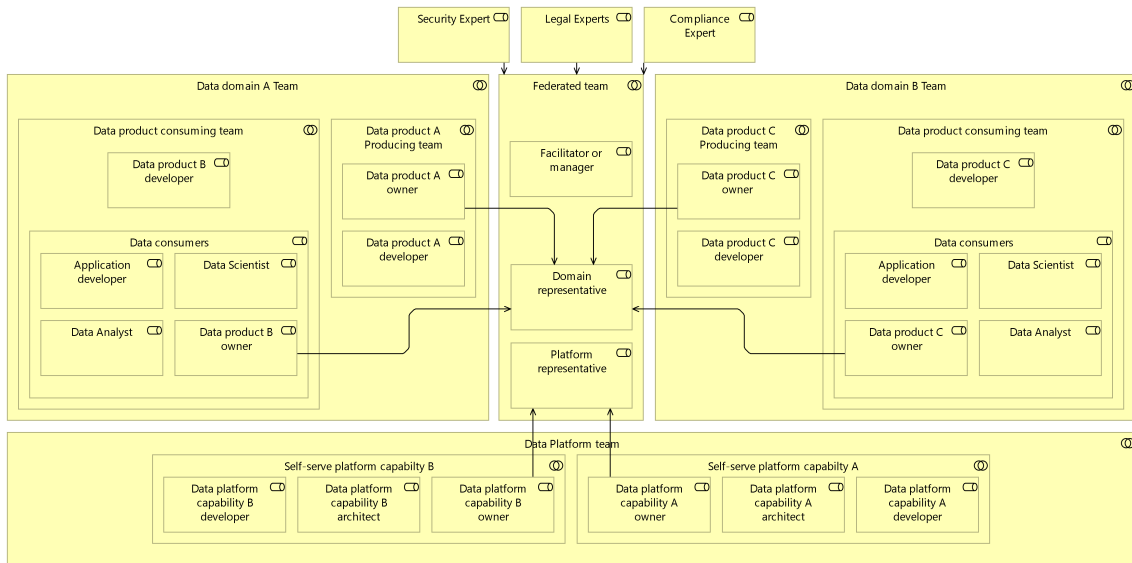 Security Expert
Legal Experts
Compliance
Expert
Data domain A Team
Data product consuming team
Data product B
developer
Data consumers
Application
developer
Data Scientist
Data Analyst
Data product B
owner
Data product A
Producing team
Data product A
owner
Data product A
developer
Federated team
Facilitator or
manager
Domain
representative
Platform
representative
Data domain B Team
Data product C
Producing team
Data product C
owner
Data product C
developer
Data product consuming team
Data product C
developer
Data consumers
Application
developer
Data Scientist
Data product C
owner
Data Analyst
Data Platform team
Self-serve platform capabilty B
Data platform
capability B
developer
Data platform
capability B
architect
Data platform
capability B
owner
Self-serve platform capabilty A
Data platform
capability A
owner
Data platform
capability A
architect
Data platform
capability A
developer